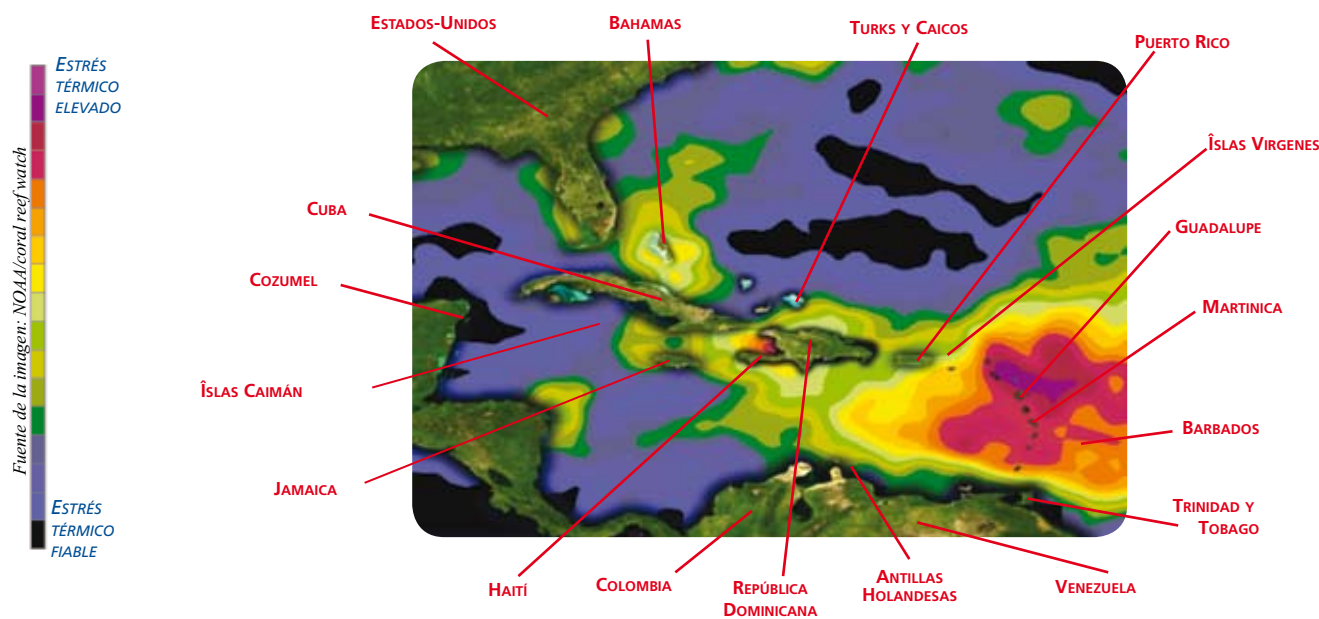 ESTADOS-UNIDOS
BAHAMAS
TURKS Y CAICOS
PUERTO RICO
ÎSLAS VIRGENES
GUADALUPE
MARTINICA
BARBADOS
TRINIDAD Y
TOBAGO
VENEZUELA
ANTILLAS
HOLANDESAS
REPÚBLICA
DOMINICANA
COLOMBIA
HAITÍ
JAMAICA
ÎSLAS CAIMÁN
COZUMEL
CUBA
ESTRÉS
TÉRMICO
ELEVADO
ESTRÉS
TÉRMICO
FIABLE
Fuente de la imagen: NOAA/coral reef watch